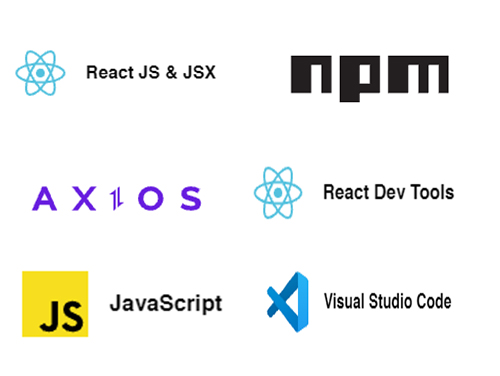 React JS & JSX
npm
AXIOS
React Dev Tools
JS
JavaScript
Visual Studio Code